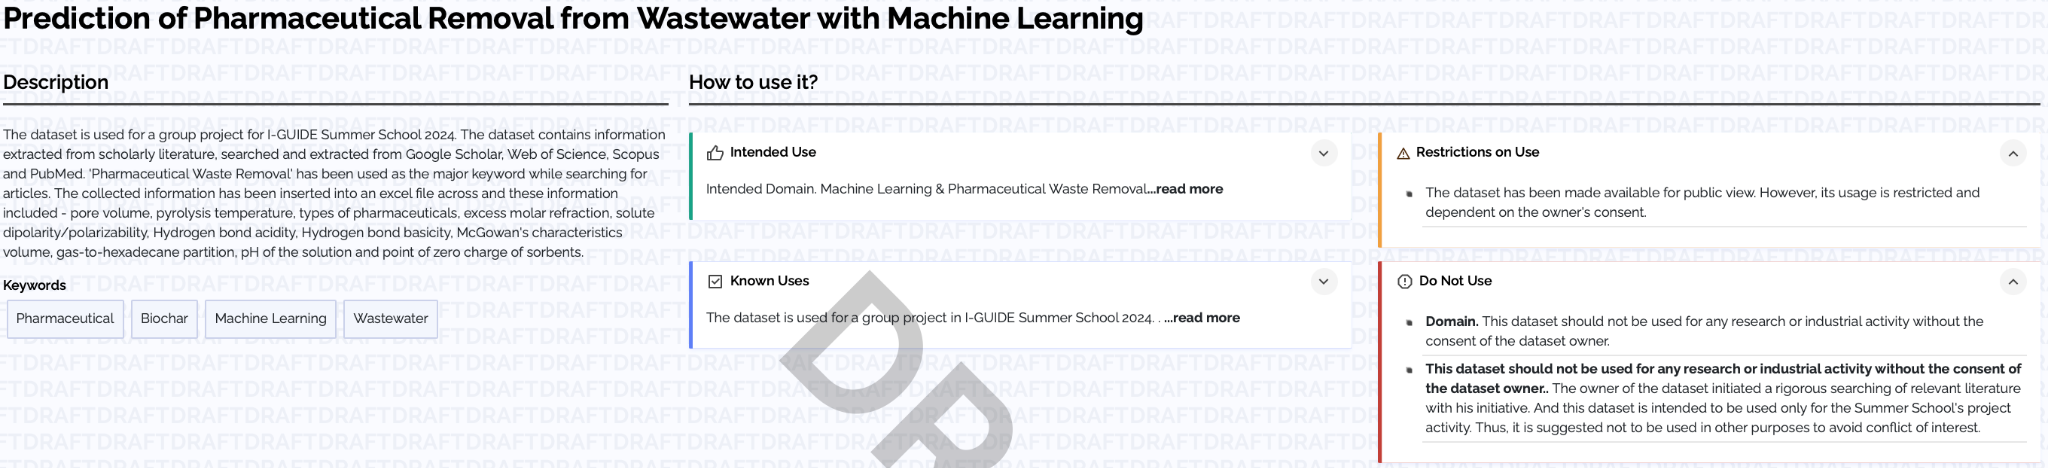 Prediction of Pharmaceutical Removal from Wastewater with Machine Learning
Description
The dataset is used for a group project for I-GUIDE Summer School 2024. The dataset contains information
extracted from scholarly literature, searched and extracted from Google Scholar, Web of Science, Scopus
and PubMed. 'Pharmaceutical Waste Removal' has been used as the major keyword while searching for
articles. The collected information has been inserted into an excel file across and these information
included - pore volume, pyrolysis temperature, types of pharmaceuticals, excess molar refraction, solute
dipolarity/polarizability, Hydrogen bond acidity, Hydrogen bond basicity, McGowan's characteristics
volume, gas-to-hexadecane partition, pH of the solution and point of zero charge of sorbents.
Keywords
Pharmaceutical
Biochar
Machine Learning
Wastewater
How to use it?
Intended Use
Intended Domain. Machine Learning & Pharmaceutical Waste Removal...read more
Known Uses
The dataset is used for a group project in I-GUIDE Summer School 2024. . ...read more
Restrictions on Use
The dataset has been made available for public view. However, its usage is restricted and
dependent on the owner's consent.
Do Not Use
Domain. This dataset should not be used for any research or industrial activity without the
consent of the dataset owner.
This dataset should not be used for any research or industrial activity without the consent of
the dataset owner.. The owner of the dataset initiated a rigorous searching of relevant literature
with his initiative. And this dataset is intended to be used only for the Summer School's project
activity. Thus, it is suggested not to be used in other purposes to avoid conflict of interest.
DR